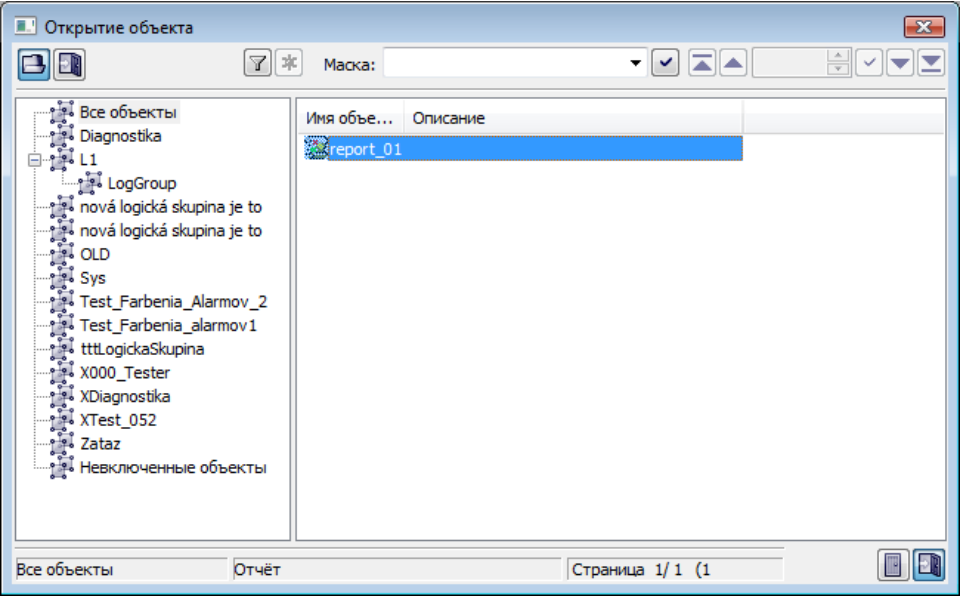 Открытие объекта
Маска:
Все объекты
Diagnostika
L1
LogGroup
nová logická skupina je to
nová logická skupina je to
OLD
Sys
Test_Farbenia_Alarmov_2
Test_Farbenia_alarmov1
tttLogickaSkupina
X000_Tester
XDiagnostika
XTest_052
Zataz
Невключенные объекты
Имя объе... Описание
report_01
Все объекты Отчёт Страница 1/ 1 (1